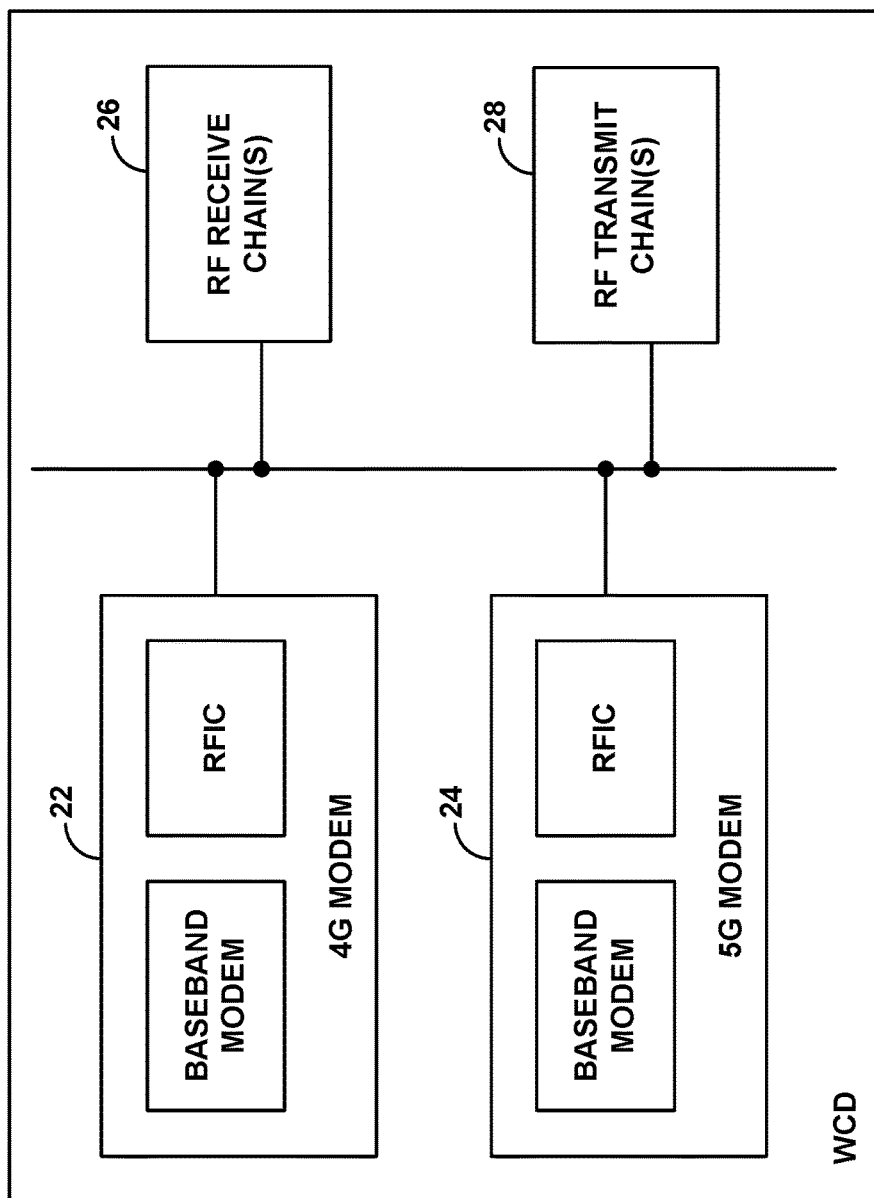 22
BASEBAND
MODEM
RFIC
4G MODEM
26
RF RECEIVE
CHAIN(S)
24
BASEBAND
MODEM
RFIC
5G MODEM
28
RF TRANSMIT
CHAIN(S)
WCD